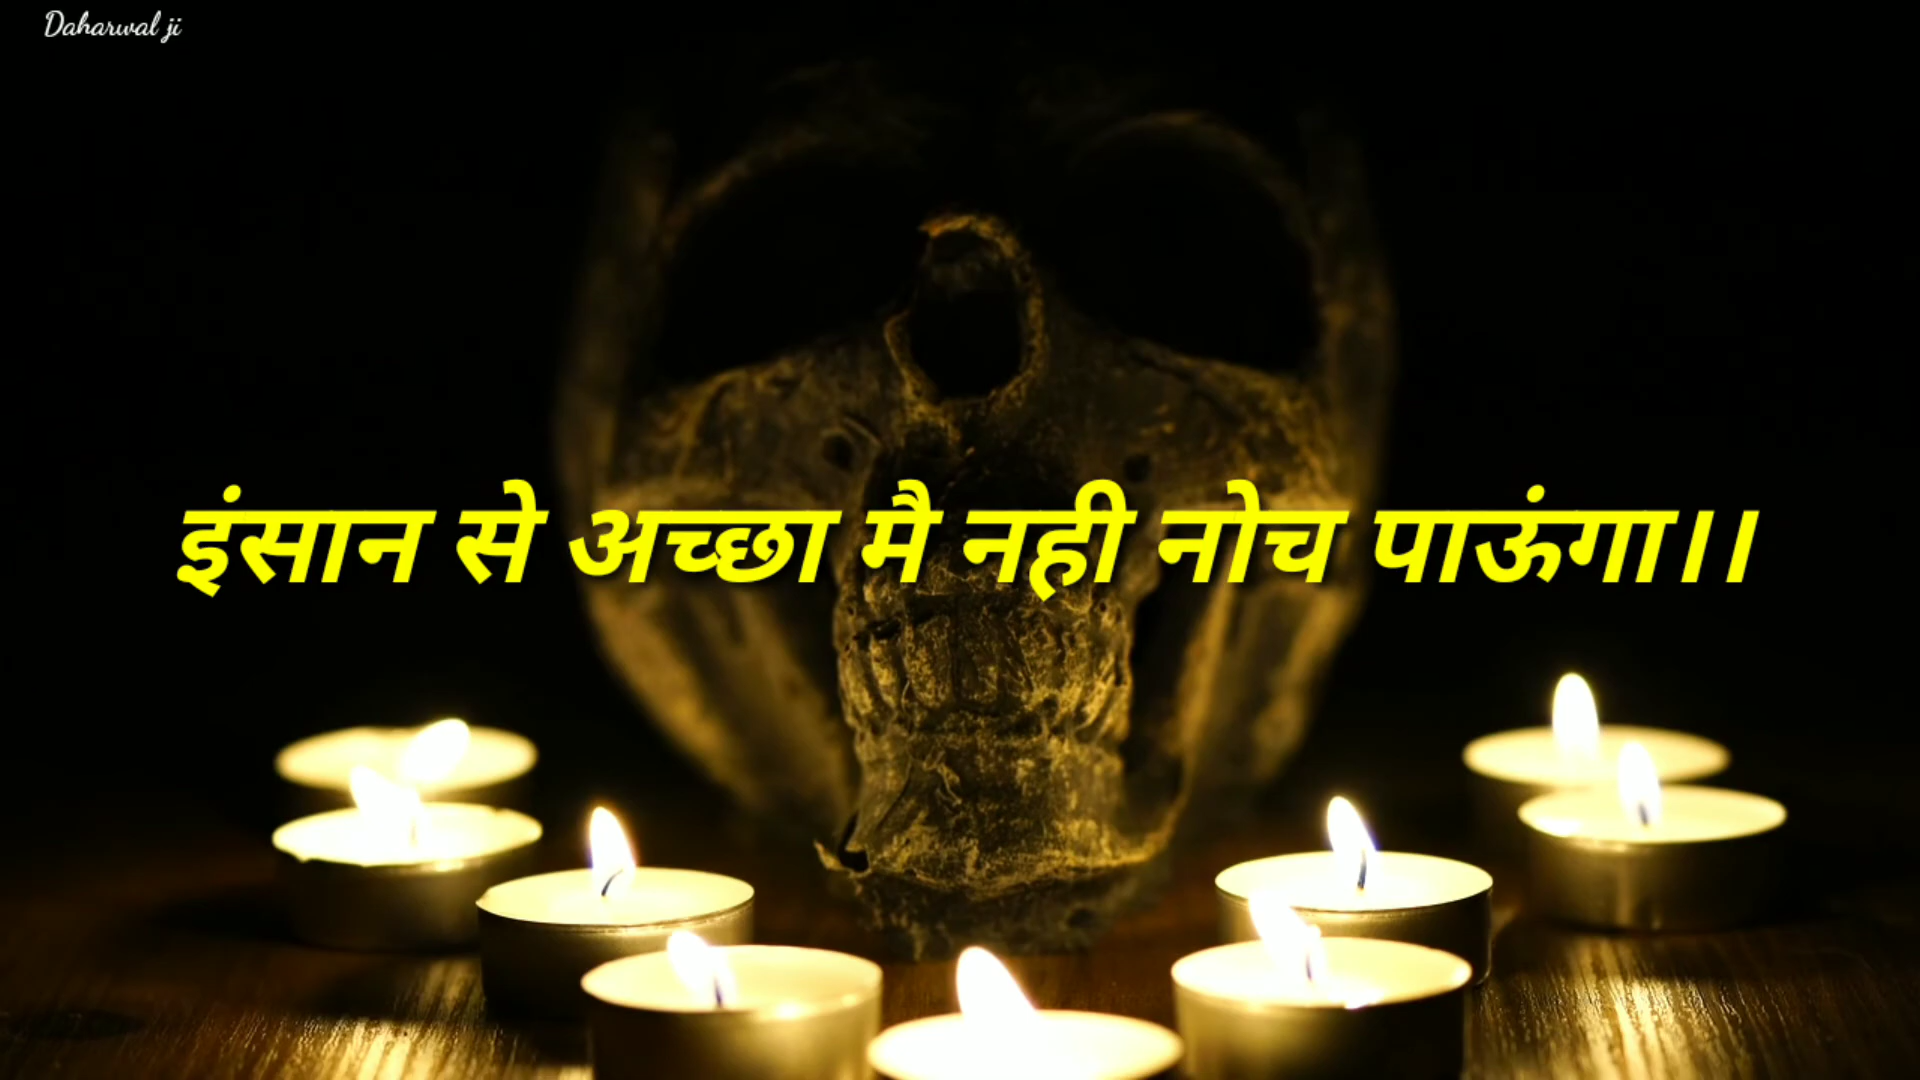 Daharwal ji
इंसान से अच्छा मै नही नोच पाऊंगा।।